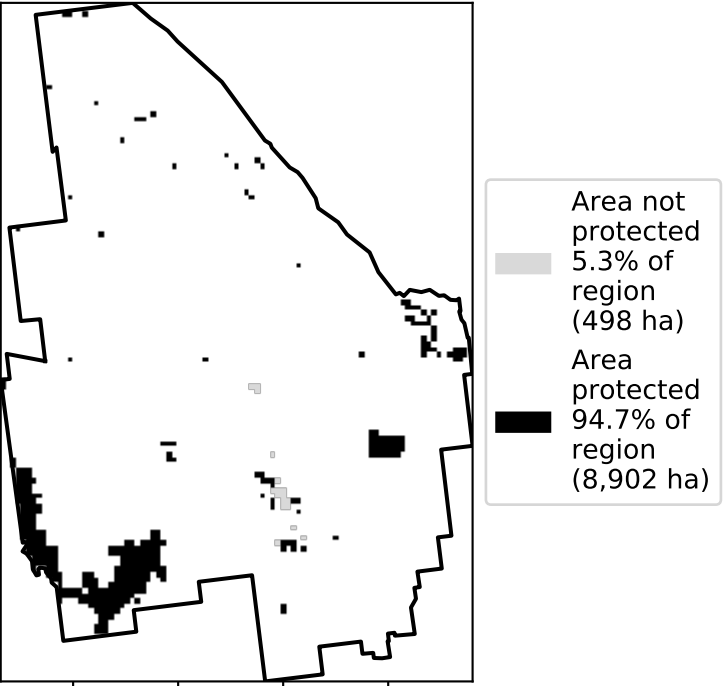 Area not
protected
5.3% of
region
(498 ha)
Area
protected
94.7% of
region
(8,902 ha)